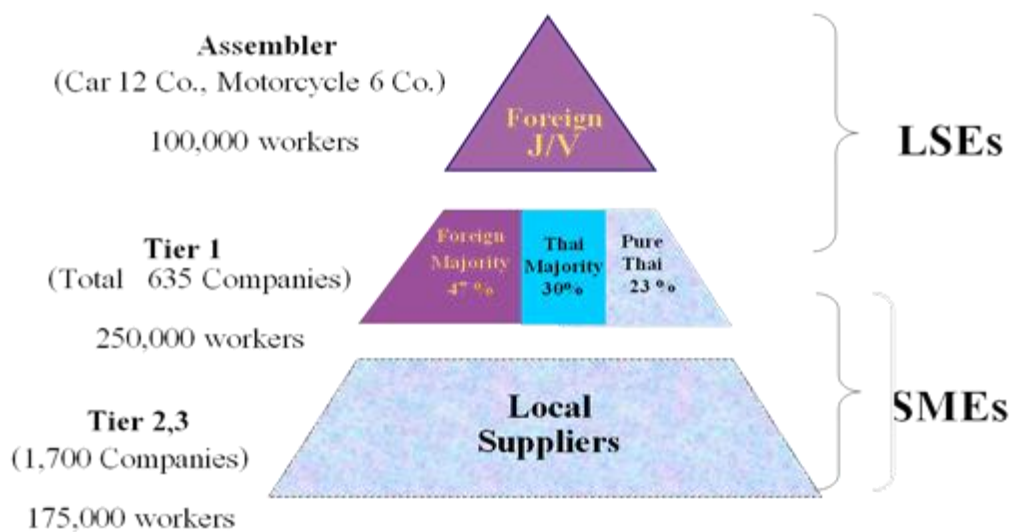 Assembler
(Car 12 Co., Motorcycle 6 Co.)
100,000 workers
Foreign
J/V
LSEs
Tier 1
(Total 635 Companies)
250,000 workers
Foreign
Majority
47 %
Thai
Majority
30%
Pure
Thai
23 %
Tier 2,3
(1,700 Companies)
175,000 workers
Local
Suppliers
SMEs